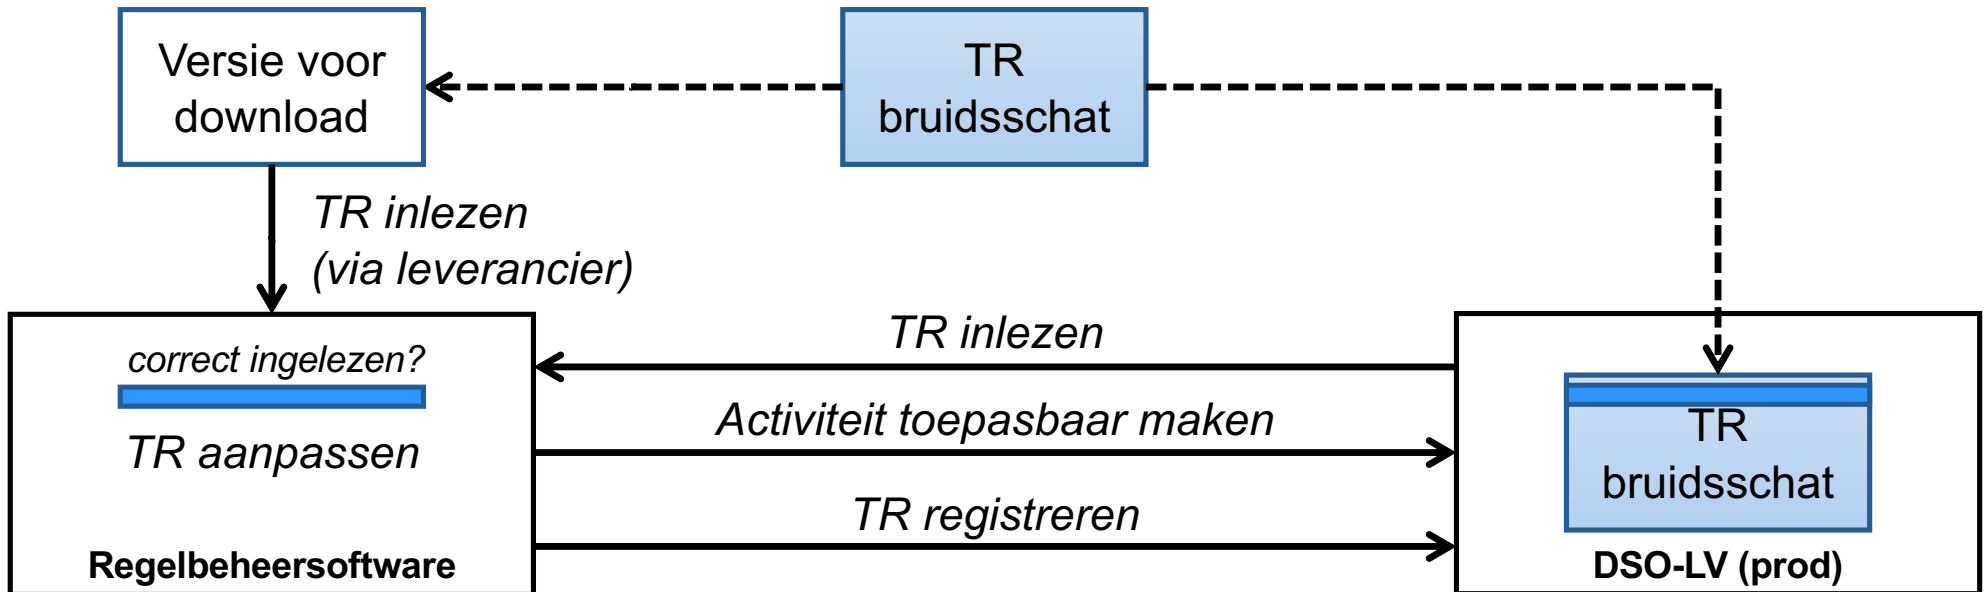 Versie voor
download
TR
bruidsschat
TR inlezen
(via leverancier)
correct ingelezen?
TR aanpassen
Regelbeheersoftware
TR inlezen
Activiteit toepasbaar maken
TR registreren
TR
bruidsschat
DSO-LV (prod)